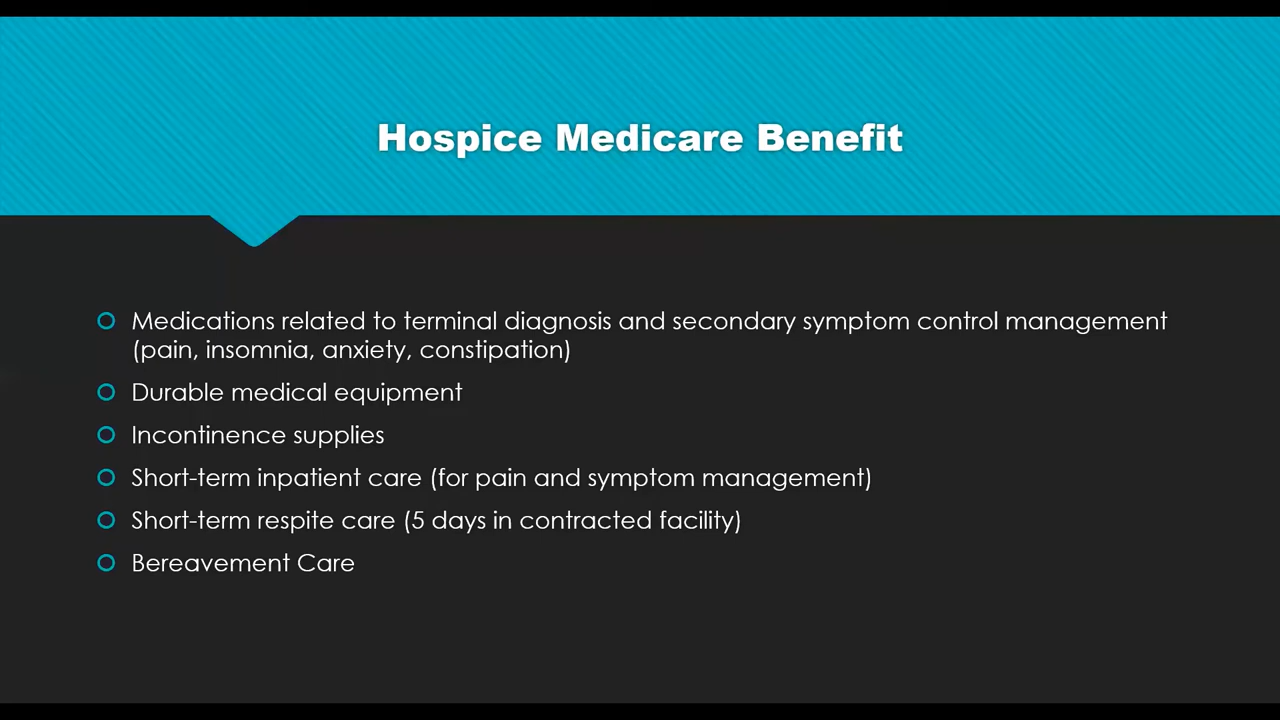 Hospice Medicare Benefit
Medications related to terminal diagnosis and secondary symptom control management
(pain, insomnia, anxiety, constipation)
Durable medical equipment
Incontinence supplies
Short-term inpatient care (for pain and symptom management)
Short-term respite care (5 days in contracted facility)
Bereavement Care